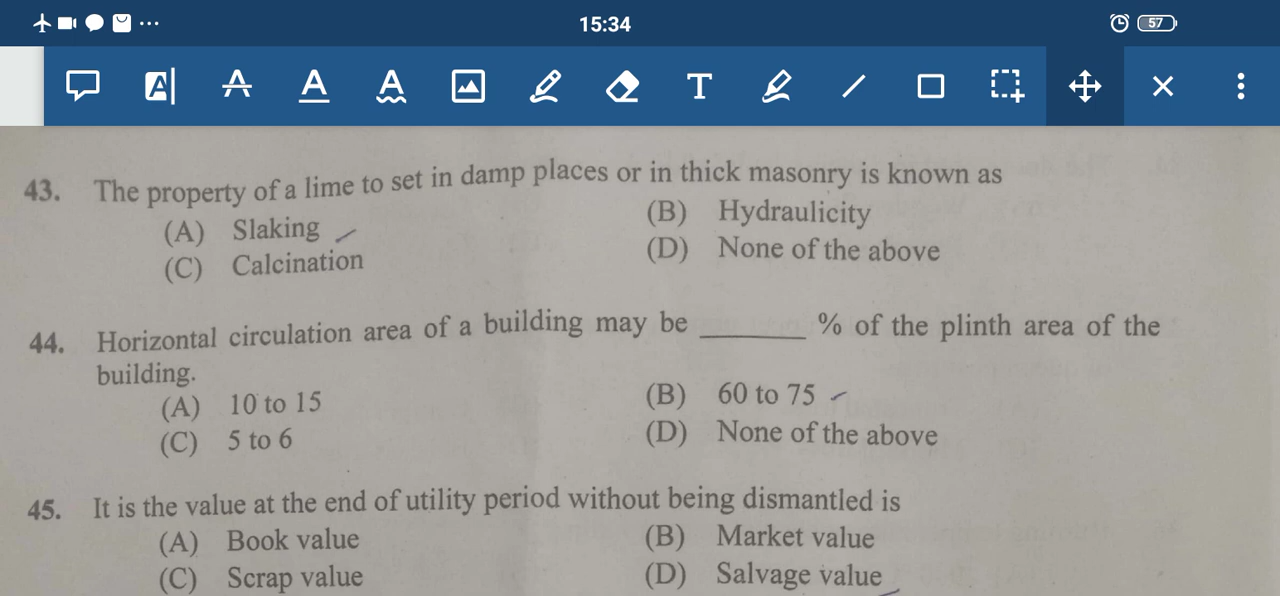 15:34
57
A A A A T
43. The property of a lime to set in damp places or in thick masonry is known as
(A) Slaking (B) Hydraulicity
(C) Calcination (D) None of the above
44. Horizontal circulation area of a building may be ______ % of the plinth area of the
building.
(A) 10 to 15 (B) 60 to 75
(C) 5 to 6 (D) None of the above
45. It is the value at the end of utility period without being dismantled is
(A) Book value (B) Market value
(C) Scrap value (D) Salvage value